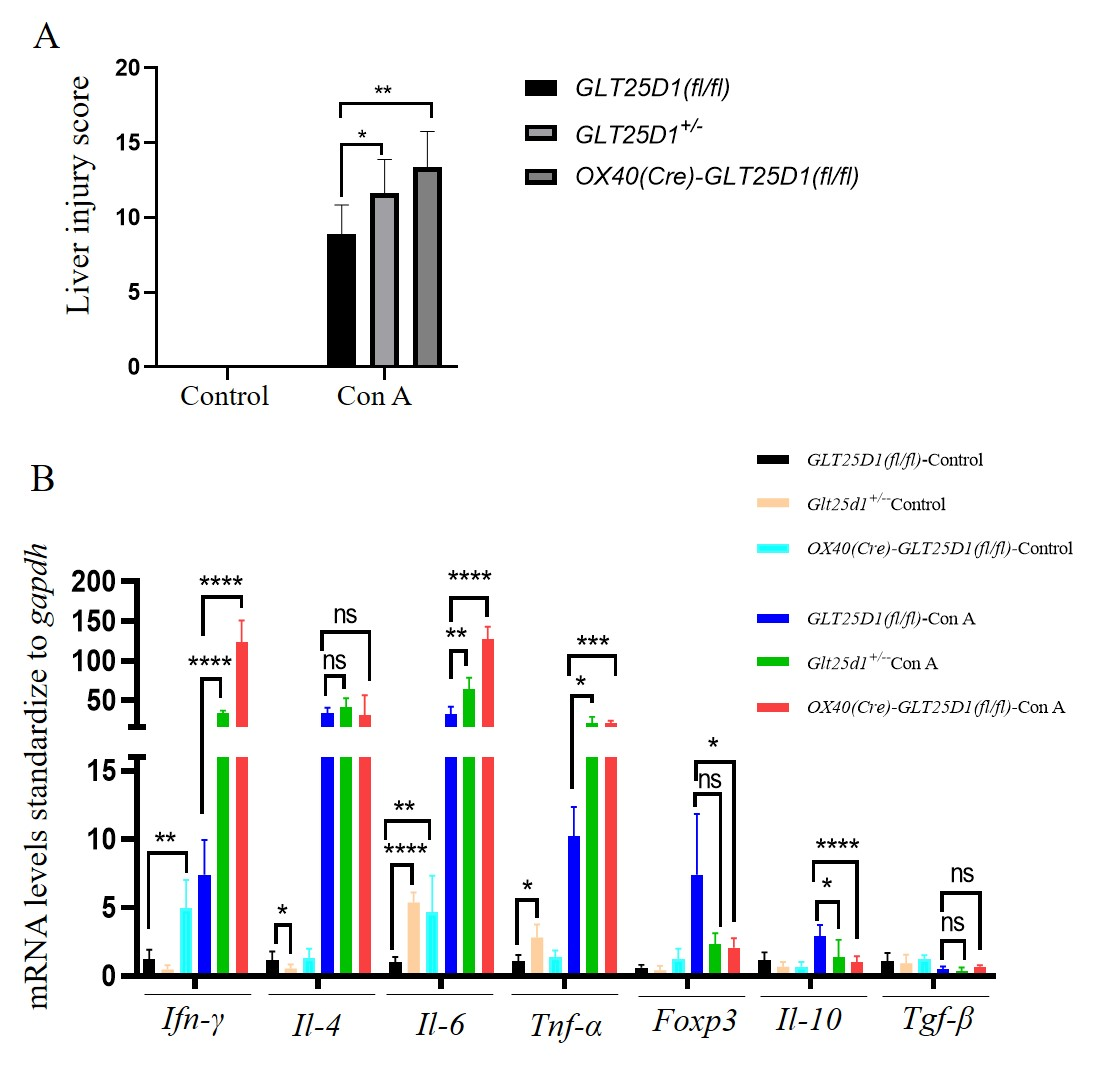 A
Liver injury score
20
15
10
5
0
**
*
Control
Con A
GLT25D1(fl/fl)
GLT25D1+/-
OX40(Cre)-GLT25D1(fl/fl)
B
GLT25D1(fl/fl)-Control
Glt25d1+/--Control
OX40(Cre)-GLT25D1(fl/fl)-Control
GLT25D1(fl/fl)-Con A
Glt25d1+/--Con A
OX40(Cre)-GLT25D1(fl/fl)-Con A
mRNA levels standardize to gapdh
200
150
100
50
15
10
5
0
**
****
****
*
ns
ns
**
****
**
****
*
*
***
*
ns
****
*
ns
ns
Ifn-γ
Il-4
Il-6
Tnf-α
Foxp3
Il-10
Tgf-β